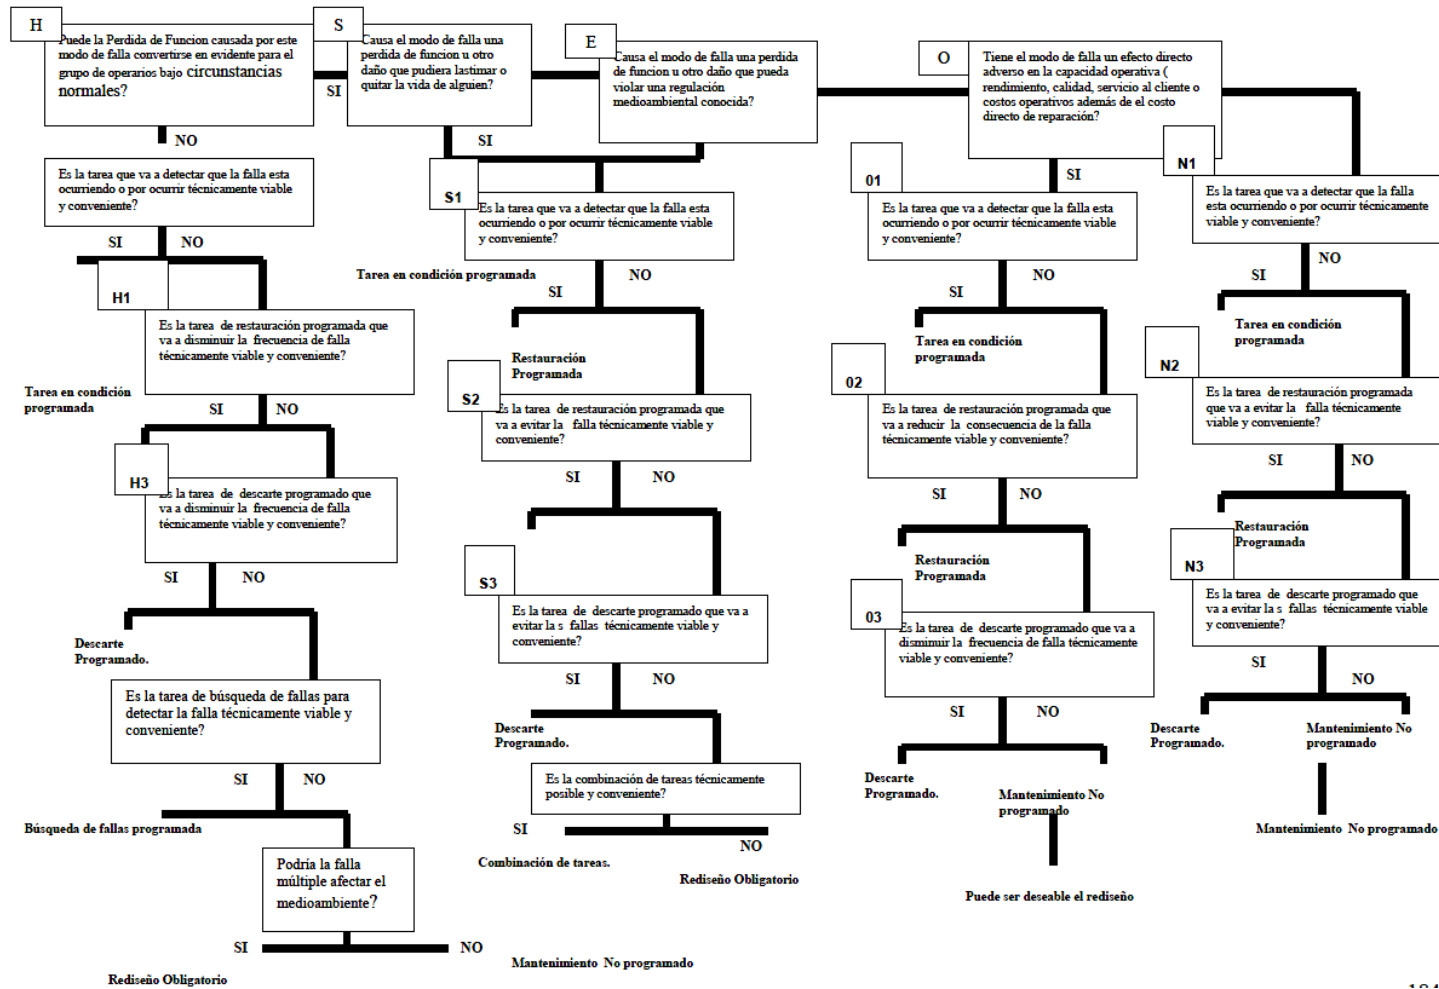 H
Puede la Perdida de Funcion causada por este
modo de falla convertirse en evidente para el
grupo de operarios bajo circunstancias
normales?
SI
NO
S
Causa el modo de falla una
perdida de funcion u otro
daño que pudiera lastimar o
quitar la vida de alguien?
SI
E
Causa el modo de falla una perdida
de funcion u otro daño que pueda
violar una regulación
medioambiental conocida?
O
Tiene el modo de falla un efecto directo
adverso en la capacidad operativa (
rendimiento, calidad, servicio al cliente o
costos operativos además de el costo
directo de reparación?
SI
Es la tarea que va a detectar que la falla esta
ocurriendo o por ocurrir técnicamente viable
y conveniente?
SI
NO
H1
Es la tarea de restauración programada que
va a disminuir la frecuencia de falla
técnicamente viable y conveniente?
Tarea en condición
programada
SI
NO
H3
Es la tarea de descarte programado que
va a disminuir la frecuencia de falla
técnicamente viable y conveniente?
SI
NO
Descarte
Programado.
Es la tarea de búsqueda de fallas para
detectar la falla técnicamente viable y
conveniente?
SI
NO
Búsqueda de fallas programada
Podría la falla
múltiple afectar el
medioambiente?
SI
NO
Rediseño Obligatorio
Mantenimiento No programado
S1
Es la tarea que va a detectar que la falla esta
ocurriendo o por ocurrir técnicamente viable
y conveniente?
Tarea en condición programada
SI
NO
Restauración
Programada
S2
Es la tarea de restauración programada que
va a evitar la falla técnicamente viable y
conveniente?
SI
NO
S3
Es la tarea de descarte programado que va a
evitar la s fallas técnicamente viable y
conveniente?
SI
NO
Descarte
Programado.
Es la combinación de tareas técnicamente
posible y conveniente?
SI
NO
Combinación de tareas.
Rediseño Obligatorio
01
Es la tarea que va a detectar que la falla esta
ocurriendo o por ocurrir técnicamente viable
y conveniente?
SI
NO
Tarea en condición
programada
02
Es la tarea de restauración programada que
va a reducir la consecuencia de la falla
técnicamente viable y conveniente?
SI
NO
Restauración
Programada
03
Es la tarea de descarte programado que va a
disminuir la frecuencia de falla técnicamente
viable y conveniente?
SI
NO
Descarte
Programado.
Mantenimiento No
programado
Puede ser deseable el rediseño
N1
Es la tarea que va a detectar que la falla
esta ocurriendo o por ocurrir técnicamente
viable y conveniente?
SI
NO
Tarea en condición
programada
N2
Es la tarea de restauración programada
que va a evitar la falla técnicamente
viable y conveniente?
SI
NO
Restauración
Programada
N3
Es la tarea de descarte programado que
va a evitar la s fallas técnicamente viable
y conveniente?
SI
NO
Descarte
Programado.
Mantenimiento No
programado
Mantenimiento No programado